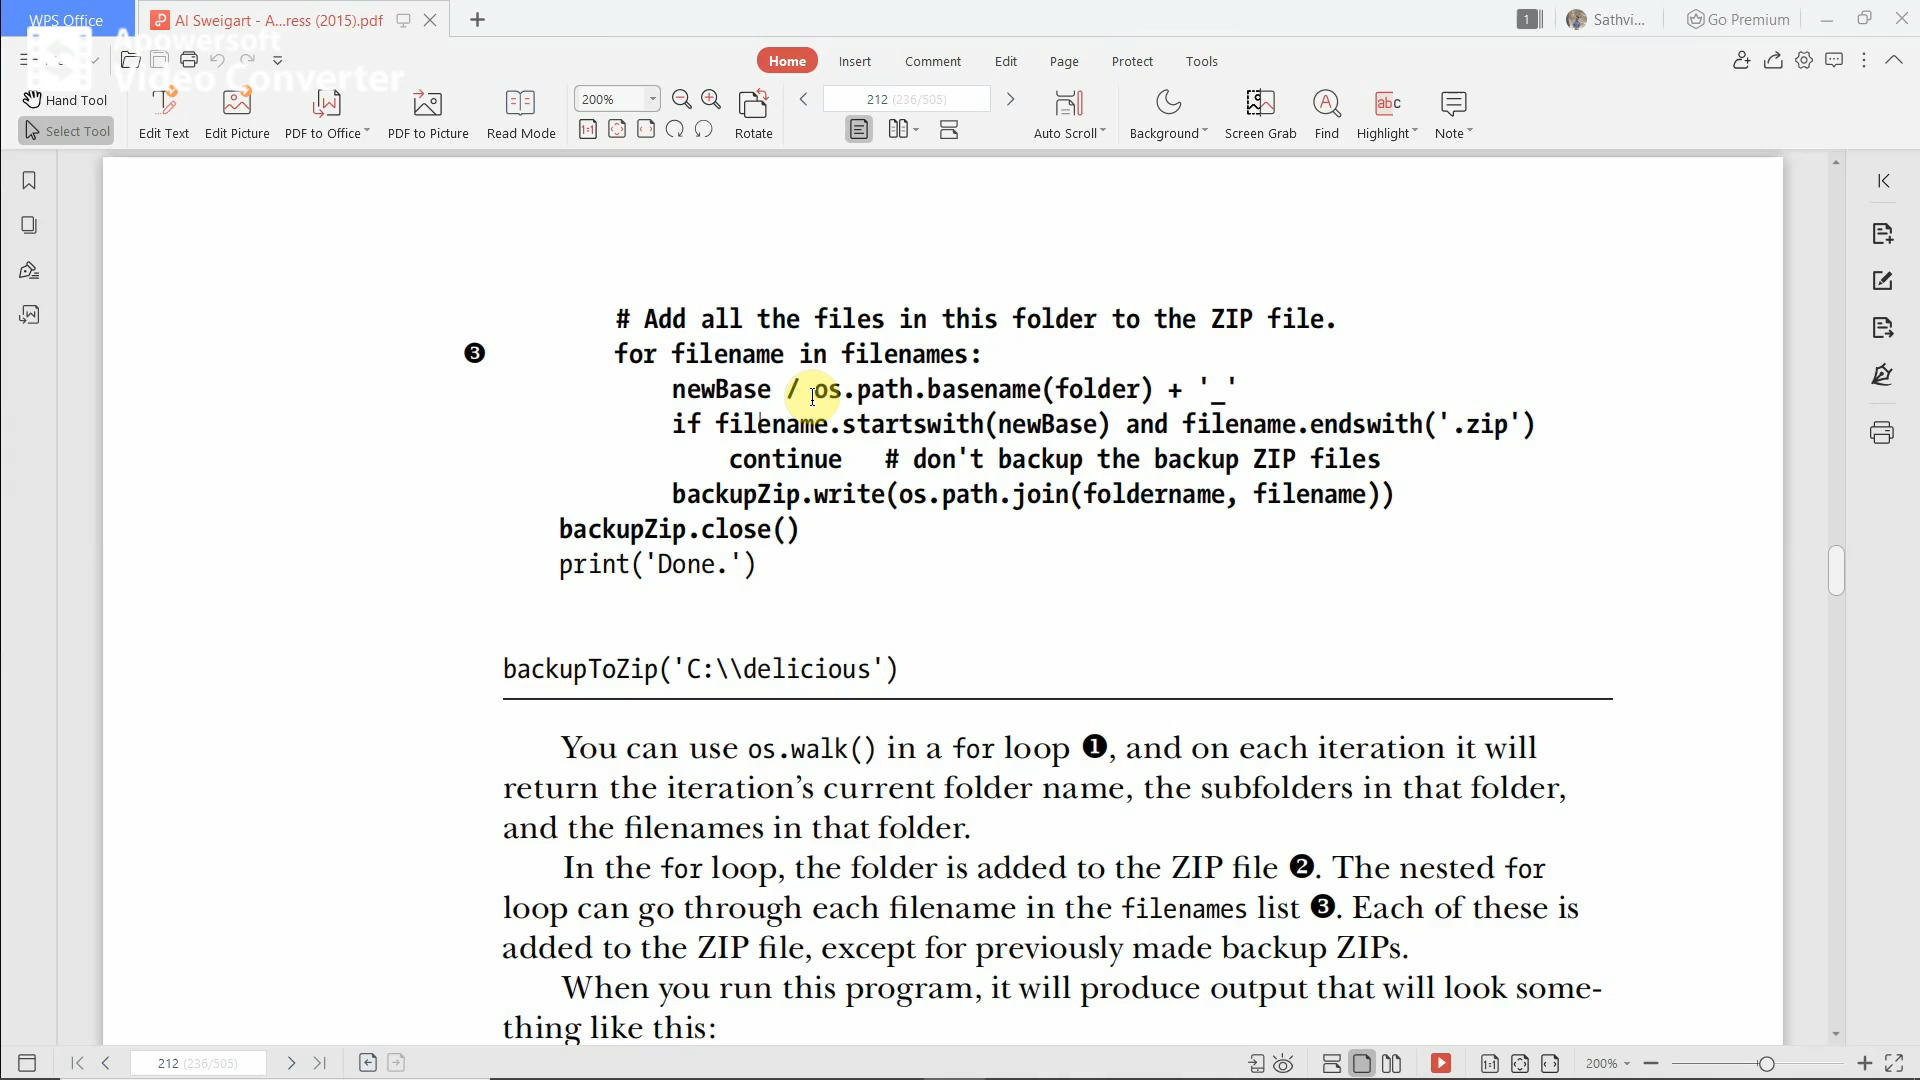 WPS Office
Al Sweigart - A...ress (2015).pdf
1
Sathvi...
Go Premium
Apowersoft
Video Converter
Home
Insert
Comment
Edit
Page
Protect
Tools
Hand Tool
Select Tool
Edit Text
Edit Picture
PDF to Office
PDF to Picture
Read Mode
200%
Rotate
212 (236/505)
Auto Scroll
Background
Screen Grab
Find
Highlight
Note
# Add all the files in this folder to the ZIP file.
❸ for filename in filenames:
newBase / os.path.basename(folder) + '_'
if filename.startswith(newBase) and filename.endswith('.zip')
continue # don't backup the backup ZIP files
backupZip.write(os.path.join(foldername, filename))
backupZip.close()
print('Done.')
backupToZip('C:\\delicious')
You can use os.walk() in a for loop ❶, and on each iteration it will
return the iteration's current folder name, the subfolders in that folder,
and the filenames in that folder.
In the for loop, the folder is added to the ZIP file ❷. The nested for
loop can go through each filename in the filenames list ❸. Each of these is
added to the ZIP file, except for previously made backup ZIPs.
When you run this program, it will produce output that will look some-
thing like this:
212 (236/505)
200%